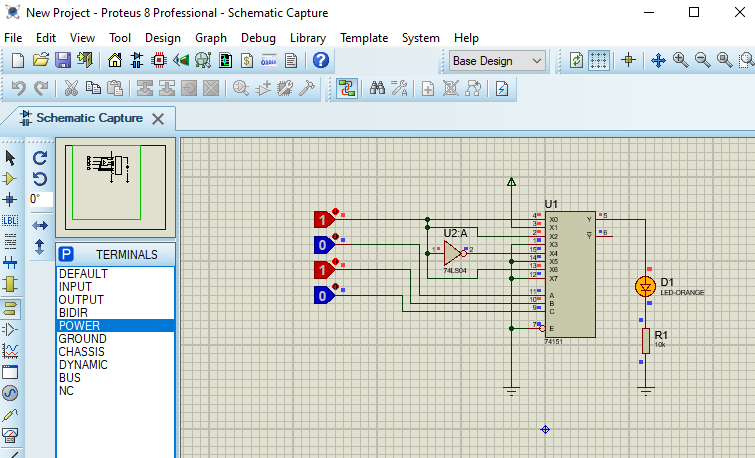 New Project - Proteus 8 Professional - Schematic Capture
File Edit View Tool Design Graph Debug Library Template System Help
Base Design
Schematic Capture
0°
LBL
P TERMINALS
DEFAULT
INPUT
OUTPUT
BIDIR
POWER
GROUND
CHASSIS
DYNAMIC
BUS
NC
1
0
1
0
U2:A
1 2
74LS04
U1
4 X0 Y 5
3 X1
2 X2 Y 6
1 X3
15 X4
14 X5
13 X6
12 X7
11 A
10 B
9 C
7 E
74151
D1
LED-ORANGE
R1
10k